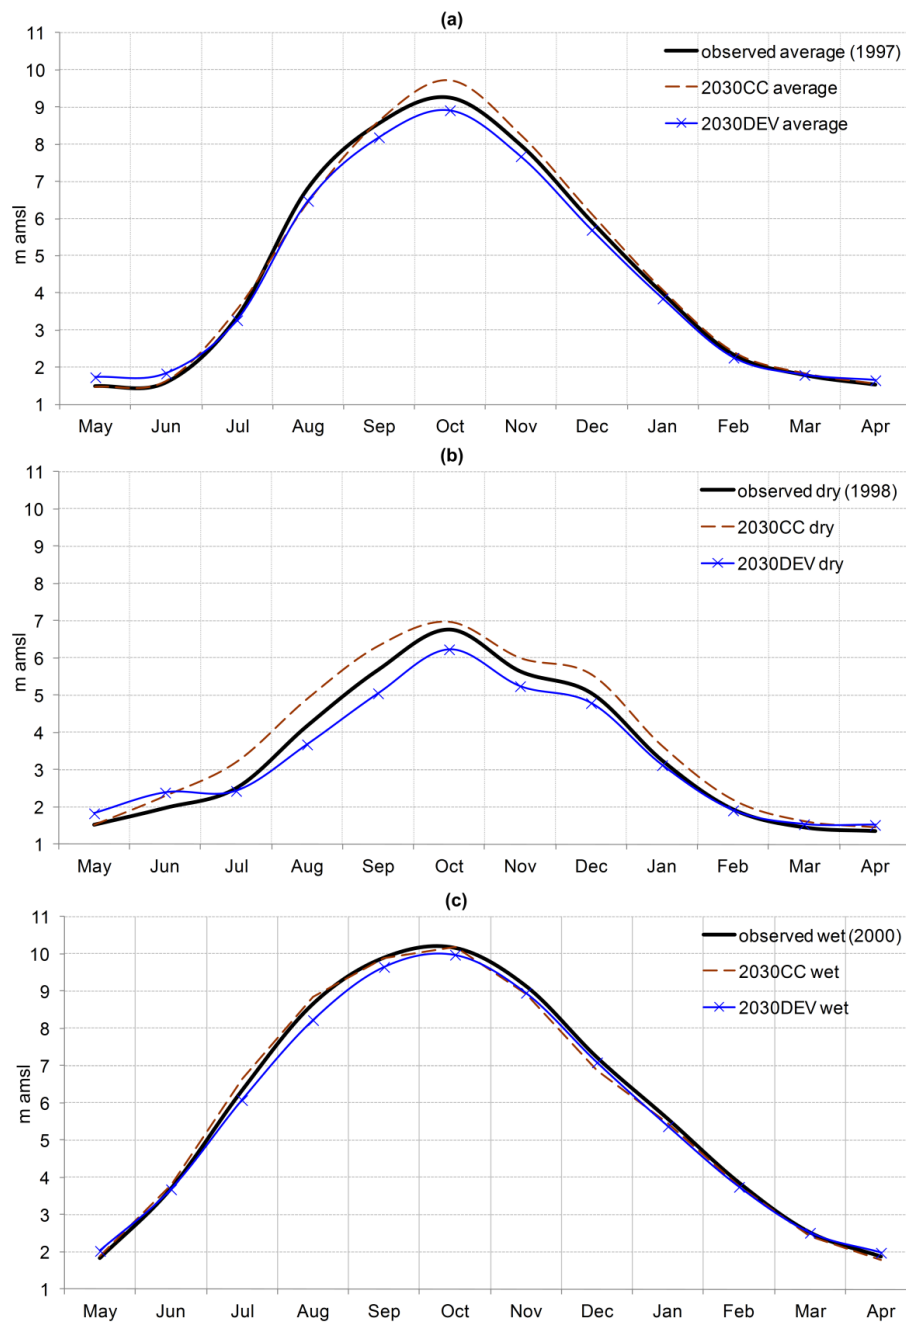 (a)
observed average (1997)
2030CC average
2030DEV average
m amsl
11
10
9
8
7
6
5
4
3
2
1
May Jun Jul Aug Sep Oct Nov Dec Jan Feb Mar Apr
(b)
observed dry (1998)
2030CC dry
2030DEV dry
m amsl
11
10
9
8
7
6
5
4
3
2
1
May Jun Jul Aug Sep Oct Nov Dec Jan Feb Mar Apr
(c)
observed wet (2000)
2030CC wet
2030DEV wet
m amsl
11
10
9
8
7
6
5
4
3
2
1
May Jun Jul Aug Sep Oct Nov Dec Jan Feb Mar Apr